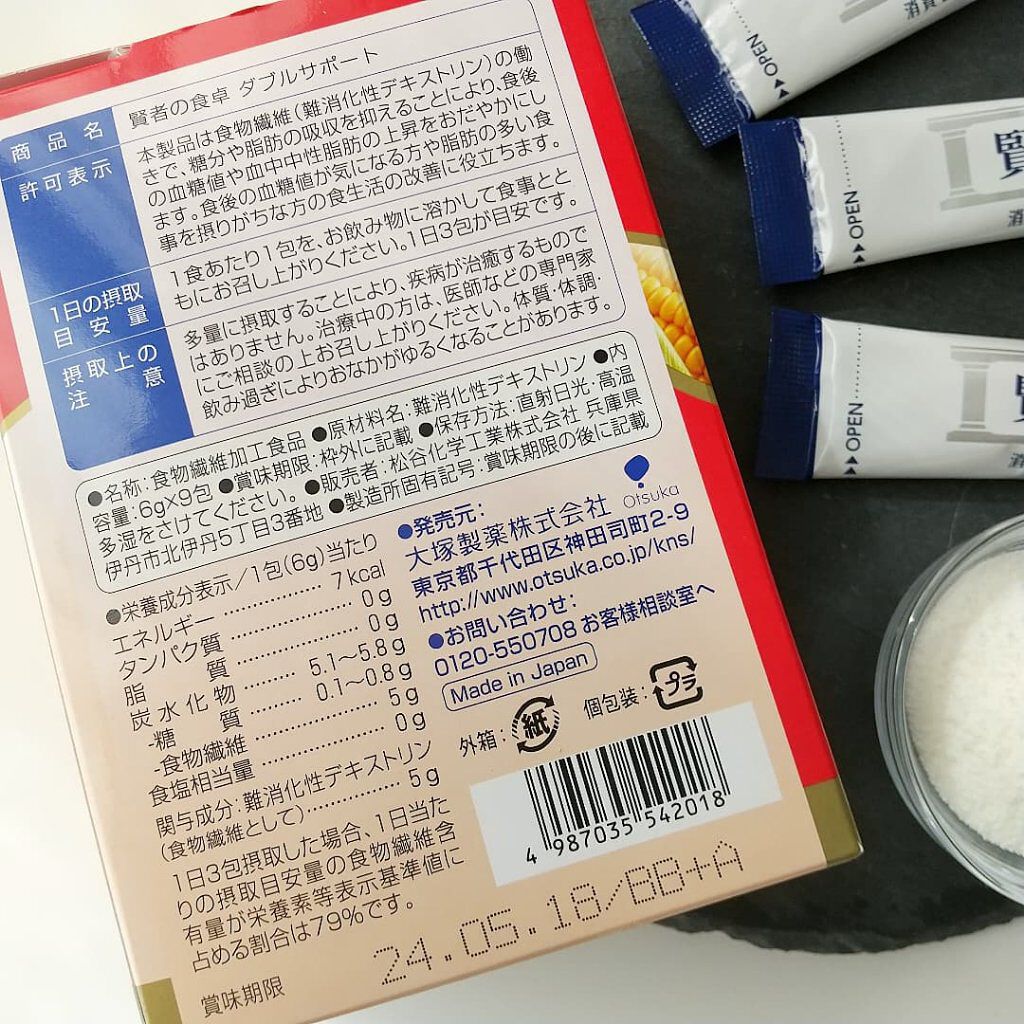 商品名 賢者の食卓 ダブルサポート
許可表示 本製品は食物繊維(難消化性デキストリン)の働
きで、糖分や脂肪の吸収を抑えることにより、食後
の血糖値や血中中性脂肪の上昇をおだやかにし
ます。食後の血糖値が気になる方や脂肪の多い食
事を摂りがちな方の食生活の改善に役立ちます。
1日の摂取 1食あたり1包を、お飲み物に溶かして食事とと
目安量 もにお召し上がりください。1日3包が目安です。
摂取上の 多量に摂取することにより、疾病が治癒するもので
注意 はありません。治療中の方は、医師などの専門家
にご相談の上お召し上がりください。体質・体調・
飲み過ぎによりおなかがゆるくなることがあります。
●名称:食物繊維加工食品 ●原材料名:難消化性デキストリン ●内
容量:6g×9包 ●賞味期限:枠外に記載 ●保存方法:直射日光・高温
多湿をさけてください。 ●販売者:松谷化学工業株式会社 兵庫県
伊丹市北伊丹5丁目3番地 ●製造所固有記号:賞味期限の後に記載
●栄養成分表示/1包(6g)当たり
エネルギー 7kcal
タンパク質 0g
脂質 0g
炭水化物 5.1~5.8g
-糖質 0.1~0.8g
-食物繊維 5g
食塩相当量 0g
関与成分:難消化性デキストリン
(食物繊維として) 5g
1日3包摂取した場合、1日当た
りの摂取目安量の食物繊維含
有量が栄養素等表示基準値に
占める割合は79%です。
賞味期限 24.05.18/BB+A
Otsuka
●発売元:
大塚製薬株式会社
東京都千代田区神田司町2-9
http://www.otsuka.co.jp/kns/
●お問い合わせ:
0120-550708 お客様相談室へ
Made in Japan
外箱: 紙 個包装: プラ
4 987035 542018
▲▲OPEN
消費
▲▲OPEN
賢
消
▲▲OPEN
賢
消